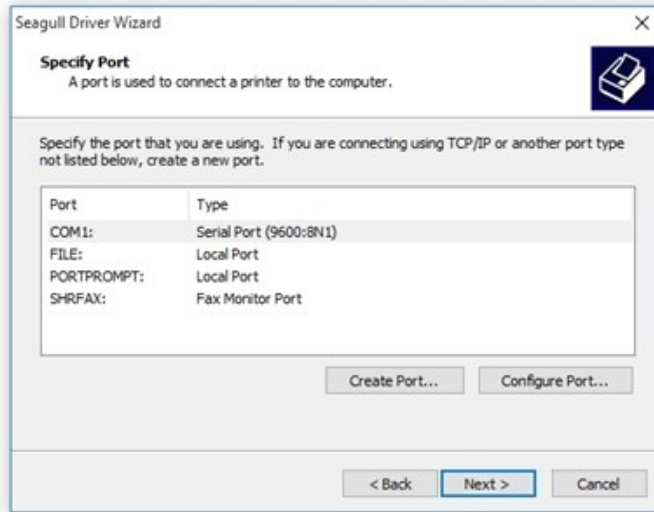 Seagull Driver Wizard
Specify Port
A port is used to connect a printer to the computer.
Specify the port that you are using. If you are connecting using TCP/IP or another port type
not listed below, create a new port.
Port Type
COM1: Serial Port (9600:8N1)
FILE: Local Port
PORTPROMPT: Local Port
SHRFAX: Fax Monitor Port
Create Port... Configure Port...
< Back Next > Cancel